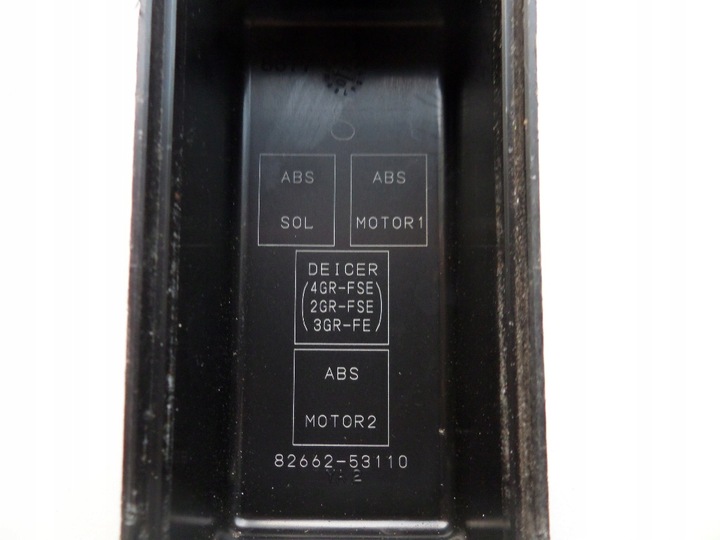 ABS
SOL
ABS
MOTOR1
DEICER
(4GR-FSE
2GR-FSE
3GR-FE)
ABS
MOTOR2
82662-53110